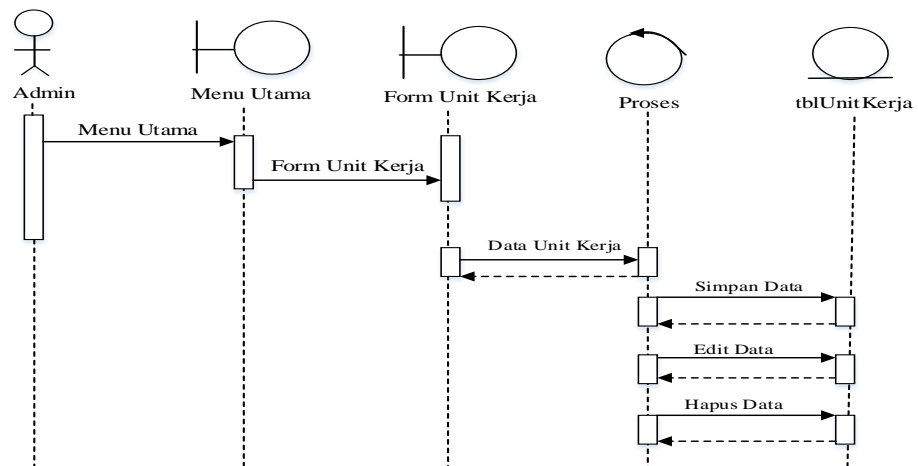 Admin
Menu Utama
Form Unit Kerja
Proses
tblUnitKerja
Menu Utama
Form Unit Kerja
Data Unit Kerja
Simpan Data
Edit Data
Hapus Data